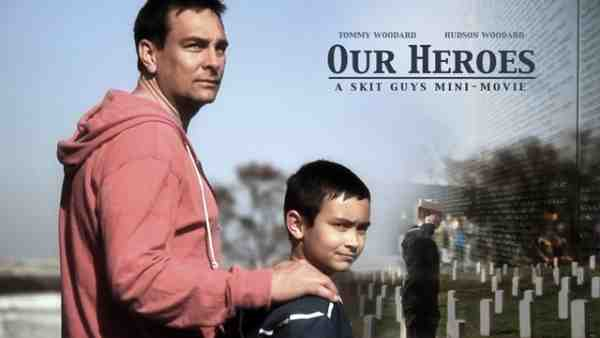 TOMMY WOODARD HUDSON WOODARD
OUR HEROES
A SKIT GUYS MINI-MOVIE